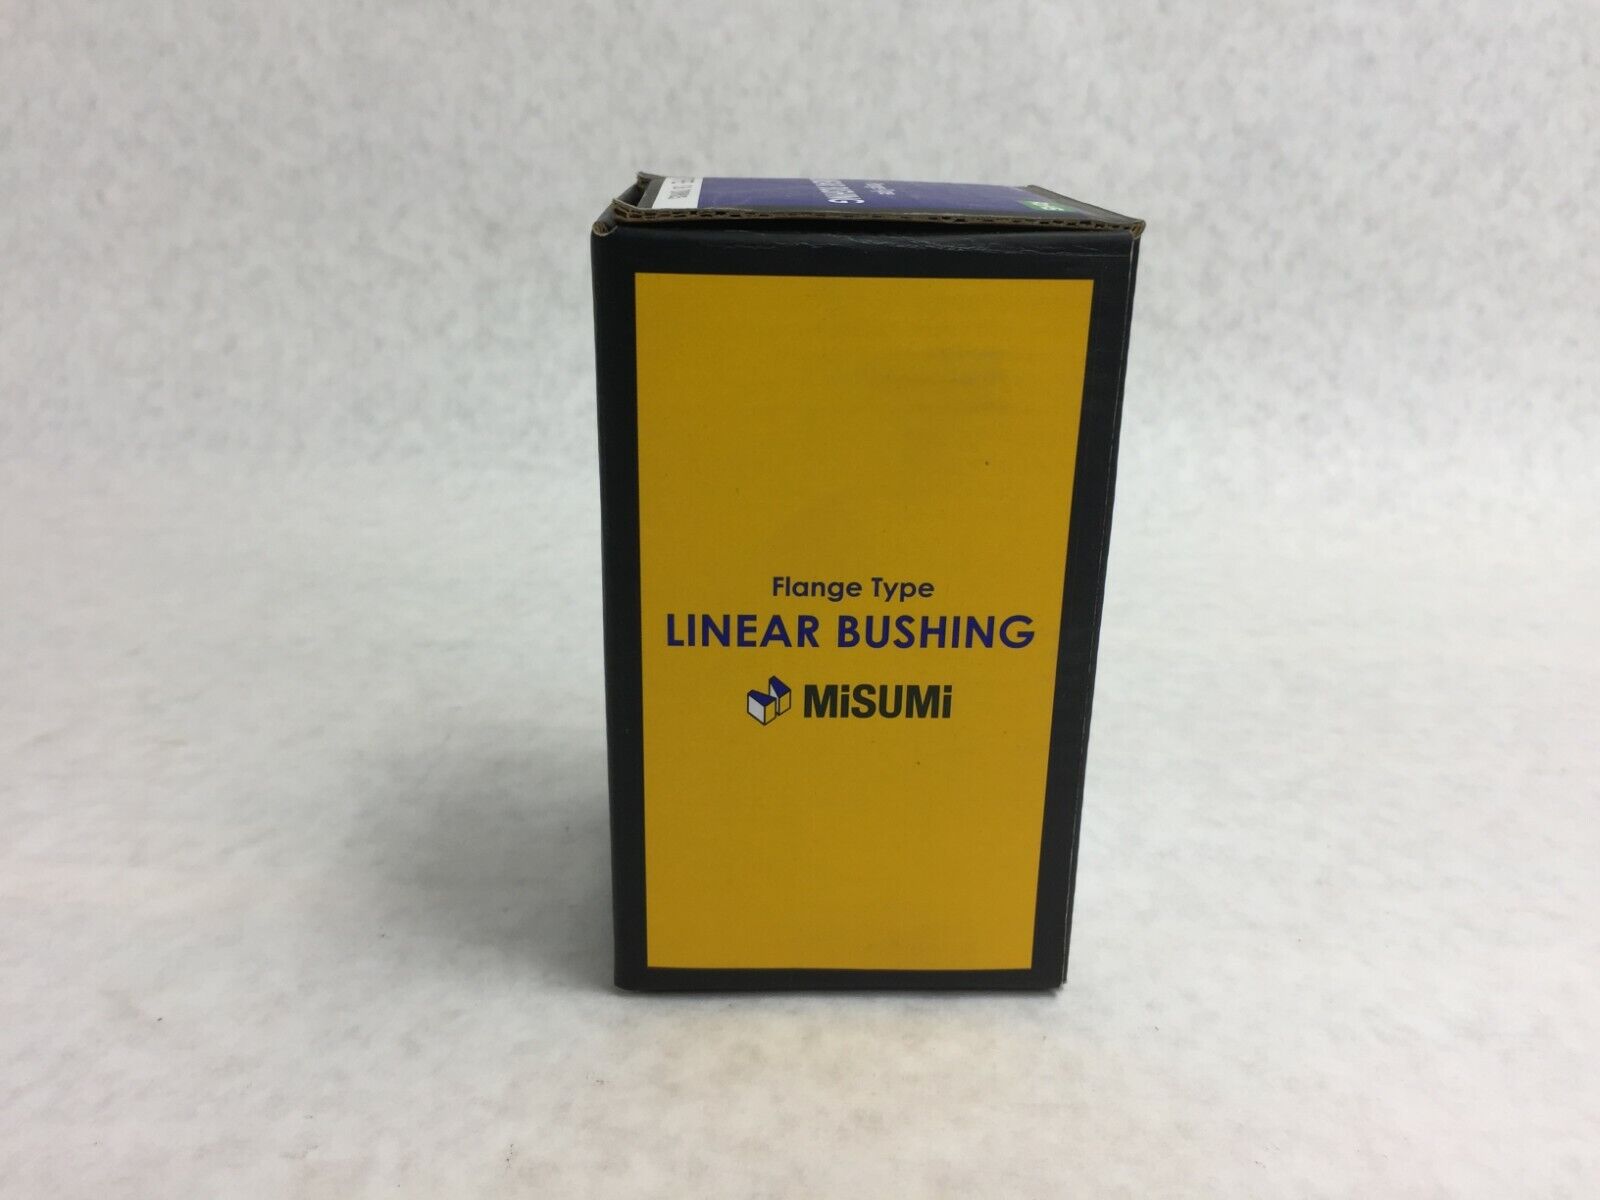 Flange Type
LINEAR BUSHING
MiSUMi